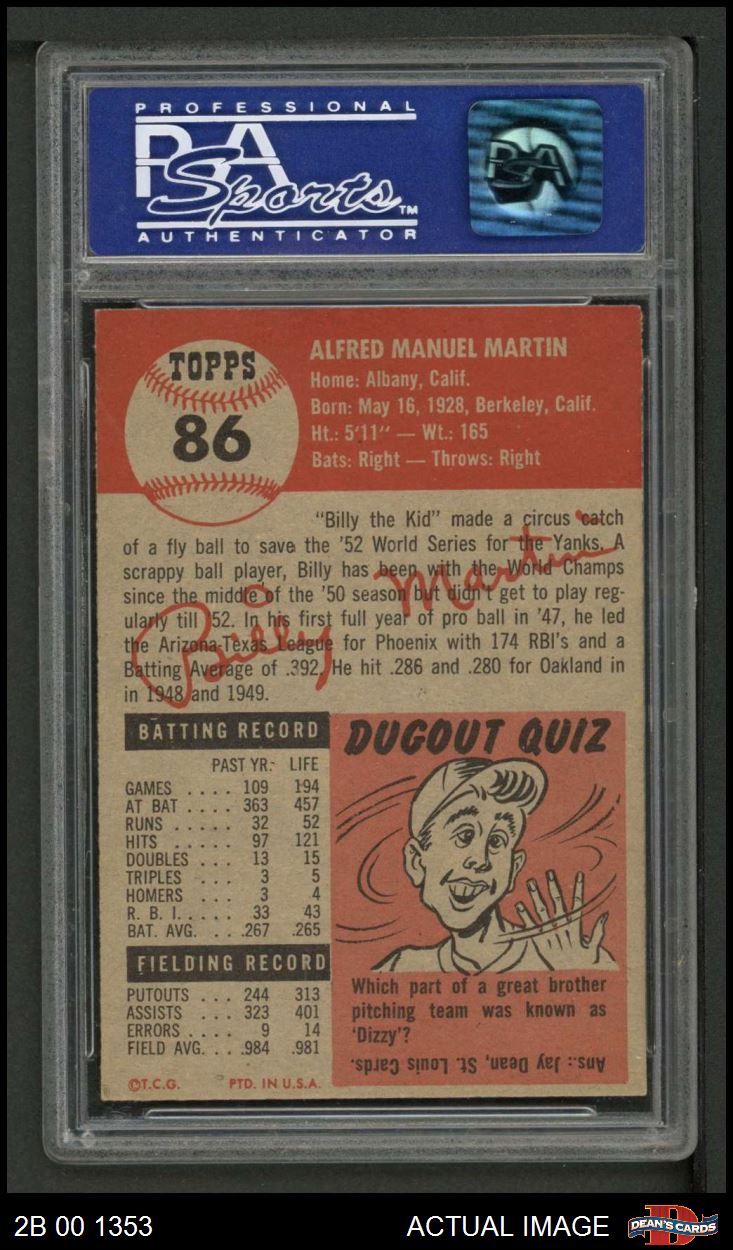 PROFESSIONAL
PSA
Sports™
AUTHENTICATOR
PSA
TOPPS
86
ALFRED MANUEL MARTIN
Home: Albany, Calif.
Born: May 16, 1928, Berkeley, Calif.
Ht.: 5'11" — Wt.: 165
Bats: Right — Throws: Right
"Billy the Kid" made a circus catch
of a fly ball to save the '52 World Series for the Yanks. A
scrappy ball player, Billy has been with the World Champs
since the middle of the '50 season but didn't get to play reg-
ularly till '52. In his first full year of pro ball in '47, he led
the Arizona-Texas League for Phoenix with 174 RBI's and a
Batting Average of .392. He hit .286 and .280 for Oakland in
in 1948 and 1949.
Billy Martin
BATTING RECORD
PAST YR. LIFE
GAMES .... 109 194
AT BAT .... 363 457
RUNS ..... 32 52
HITS ..... 97 121
DOUBLES ... 13 15
TRIPLES ... 3 5
HOMERS ... 3 4
R. B. I. .... 33 43
BAT. AVG. ... .267 .265
FIELDING RECORD
PUTOUTS ... 244 313
ASSISTS ... 323 401
ERRORS .... 9 14
FIELD AVG. ... .984 .981
©T.C.G. PTD. IN U.S.A.
DUGOUT QUIZ
Which part of a great brother
pitching team was known as
'Dizzy'?
Ans.: Jay Dean, St. Louis Cards.
2B 00 1353
ACTUAL IMAGE
D
DEAN'S CARDS